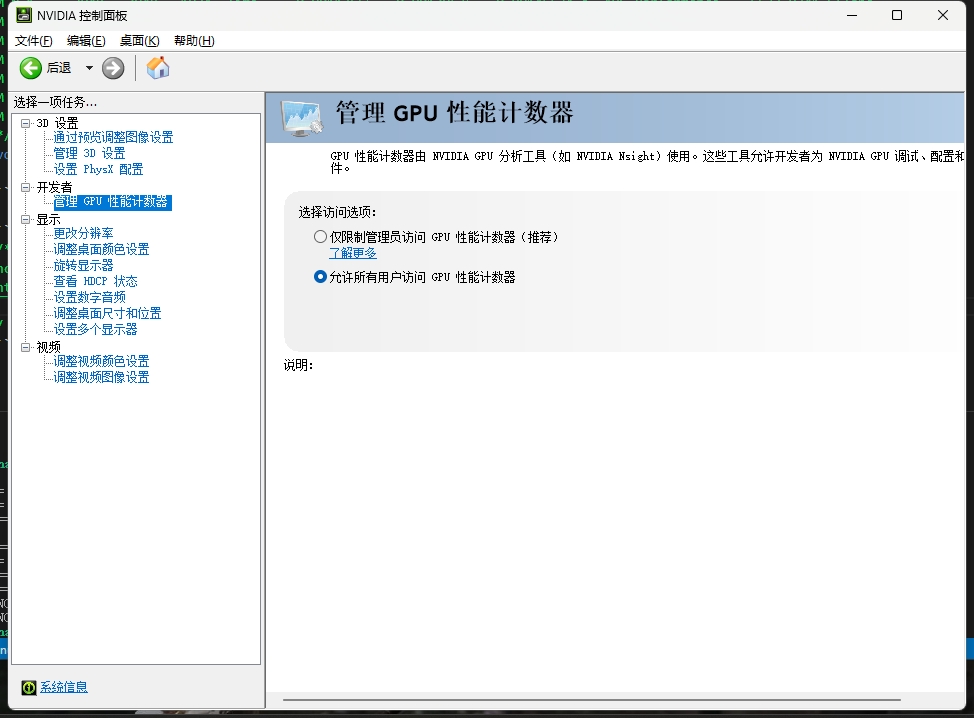 NVIDIA 控制面板
文件(F) 编辑(E) 桌面(K) 帮助(H)
后退
选择一项任务...
3D 设置
通过预览调整图像设置
管理 3D 设置
设置 PhysX 配置
开发者
管理 GPU 性能计数器
显示
更改分辨率
调整桌面颜色设置
旋转显示器
查看 HDCP 状态
设置数字音频
调整桌面尺寸和位置
设置多个显示器
视频
调整视频颜色设置
调整视频图像设置
系统信息
管理 GPU 性能计数器
GPU 性能计数器由 NVIDIA GPU 分析工具（如 NVIDIA Nsight）使用。这些工具允许开发者为 NVIDIA GPU 调试、配置和
件。
选择访问选项:
仅限制管理员访问 GPU 性能计数器（推荐）
了解更多
允许所有用户访问 GPU 性能计数器
说明: